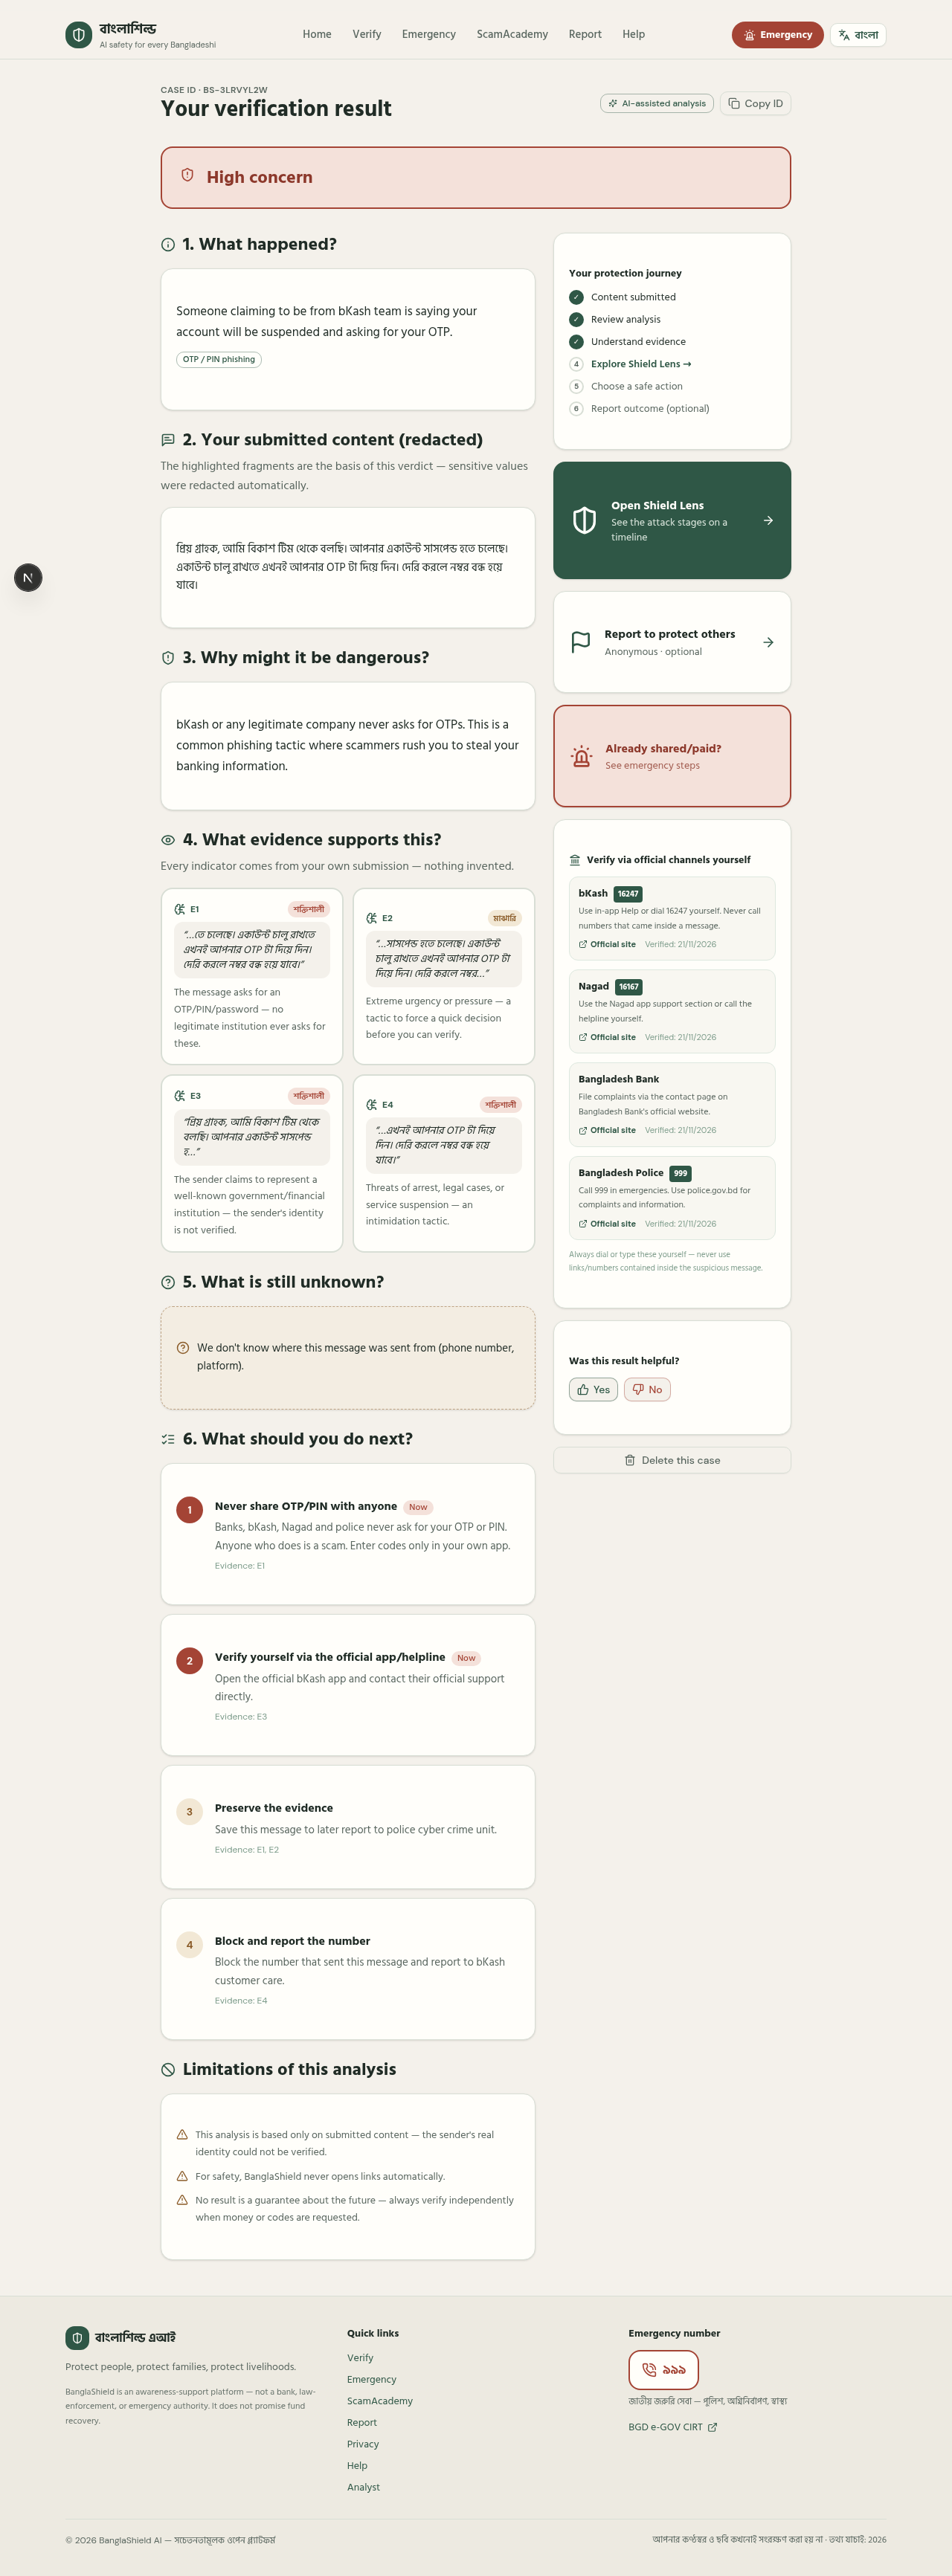 বাংলাশিল্ড
AI safety for every Bangladeshi
Home Verify Emergency ScamAcademy Report Help
Emergency
বাংলা
CASE ID · BS-3LRVYL2W
Your verification result
AI-assisted analysis
Copy ID
High concern
1. What happened?
Someone claiming to be from bKash team is saying your
account will be suspended and asking for your OTP.
OTP / PIN phishing
2. Your submitted content (redacted)
The highlighted fragments are the basis of this verdict — sensitive values
were redacted automatically.
প্রিয় গ্রাহক, আমি বিকাশ টিম থেকে বলছি। আপনার একাউন্ট সাসপেন্ড হতে চলেছে।
একাউন্ট চালু রাখতে এখনই আপনার OTP টা দিয়ে দিন। দেরি করলে নম্বর বন্ধ হয়ে
যাবে।
3. Why might it be dangerous?
bKash or any legitimate company never asks for OTPs. This is a
common phishing tactic where scammers rush you to steal your
banking information.
4. What evidence supports this?
Every indicator comes from your own submission — nothing invented.
E1 শক্তিশালী
“…তে চলেছে। একাউন্ট চালু রাখতে
এখনই আপনার OTP টা দিয়ে দিন।
দেরি করলে নম্বর বন্ধ হয়ে যাবে।”
The message asks for an
OTP/PIN/password — no
legitimate institution ever asks for
these.
E2 মাঝারি
“…সাসপেন্ড হতে চলেছে। একাউন্ট
চালু রাখতে এখনই আপনার OTP টা
দিয়ে দিন। দেরি করলে নম্বর…”
Extreme urgency or pressure — a
tactic to force a quick decision
before you can verify.
E3 শক্তিশালী
“প্রিয় গ্রাহক, আমি বিকাশ টিম থেকে
বলছি। আপনার একাউন্ট সাসপেন্ড
হ…”
The sender claims to represent a
well-known government/financial
institution — the sender's identity
is not verified.
E4 শক্তিশালী
“…এখনই আপনার OTP টা দিয়ে
দিন। দেরি করলে নম্বর বন্ধ হয়ে
যাবে।”
Threats of arrest, legal cases, or
service suspension — an
intimidation tactic.
5. What is still unknown?
We don't know where this message was sent from (phone number,
platform).
6. What should you do next?
1 Never share OTP/PIN with anyone Now
Banks, bKash, Nagad and police never ask for your OTP or PIN.
Anyone who does is a scam. Enter codes only in your own app.
Evidence: E1
2 Verify yourself via the official app/helpline Now
Open the official bKash app and contact their official support
directly.
Evidence: E3
3 Preserve the evidence
Save this message to later report to police cyber crime unit.
Evidence: E1, E2
4 Block and report the number
Block the number that sent this message and report to bKash
customer care.
Evidence: E4
Limitations of this analysis
This analysis is based only on submitted content — the sender's real
identity could not be verified.
For safety, BanglaShield never opens links automatically.
No result is a guarantee about the future — always verify independently
when money or codes are requested.
Your protection journey
✓ Content submitted
✓ Review analysis
✓ Understand evidence
4 Explore Shield Lens →
5 Choose a safe action
6 Report outcome (optional)
Open Shield Lens
See the attack stages on a
timeline
Report to protect others
Anonymous · optional
Already shared/paid?
See emergency steps
Verify via official channels yourself
bKash 16247
Use in-app Help or dial 16247 yourself. Never call
numbers that came inside a message.
Official site Verified: 21/11/2026
Nagad 16167
Use the Nagad app support section or call the
helpline yourself.
Official site Verified: 21/11/2026
Bangladesh Bank
File complaints via the contact page on
Bangladesh Bank's official website.
Official site Verified: 21/11/2026
Bangladesh Police 999
Call 999 in emergencies. Use police.gov.bd for
complaints and information.
Official site Verified: 21/11/2026
Always dial or type these yourself — never use
links/numbers contained inside the suspicious message.
Was this result helpful?
Yes No
Delete this case
N
বাংলাশিল্ড এআই
Protect people, protect families, protect livelihoods.
BanglaShield is an awareness-support platform — not a bank, law-
enforcement, or emergency authority. It does not promise fund
recovery.
Quick links
Verify
Emergency
ScamAcademy
Report
Privacy
Help
Analyst
Emergency number
৯৯৯
জাতীয় জরুরি সেবা — পুলিশ, অগ্নিনির্বাপণ, স্বাস্থ্য
BGD e-GOV CIRT
© 2026 BanglaShield AI — সচেতনতামূলক ওপেন প্ল্যাটফর্ম
আপনার কণ্ঠস্বর ও ছবি কখনোই সংরক্ষণ করা হয় না · তথ্য যাচাই: 2026